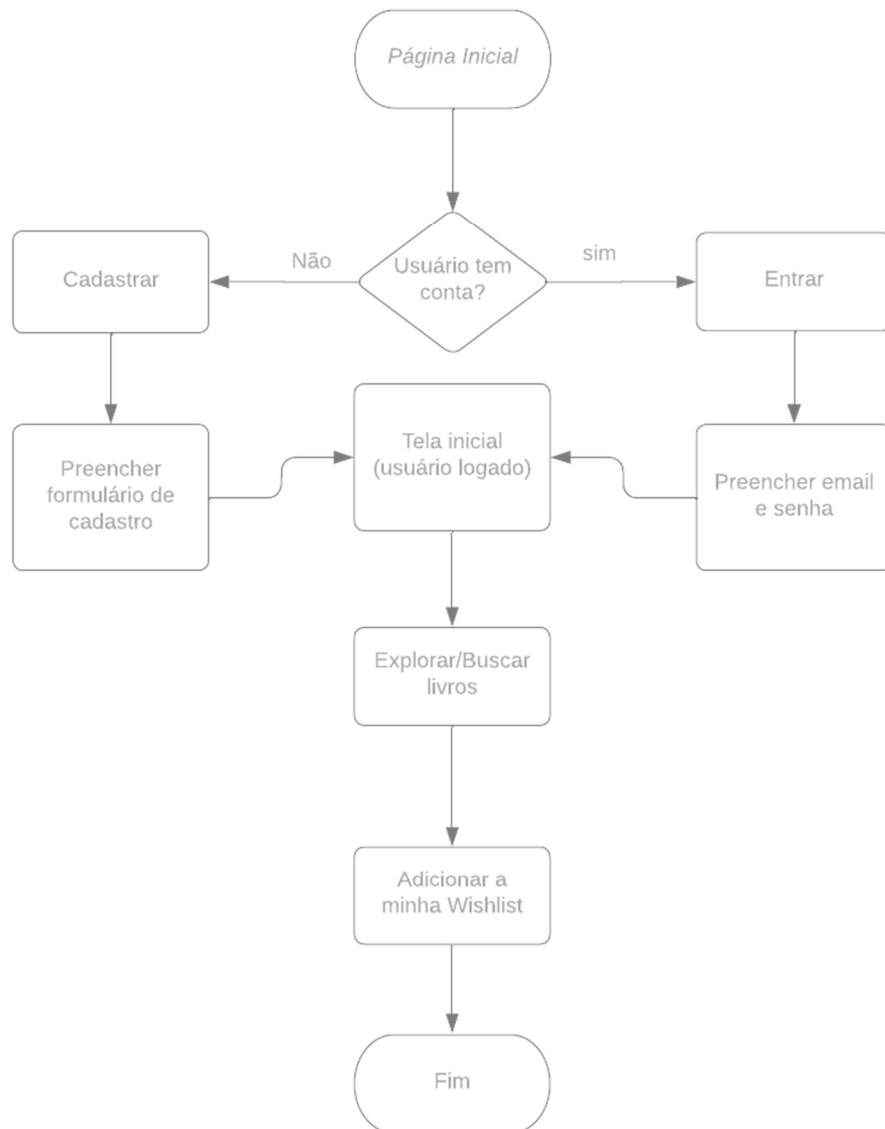 Página Inicial
Não
Usuário tem
conta?
sim
Cadastrar
Entrar
Preencher
formulário de
cadastro
Tela inicial
(usuário logado)
Preencher email
e senha
Explorar/Buscar
livros
Adicionar a
minha Wishlist
Fim